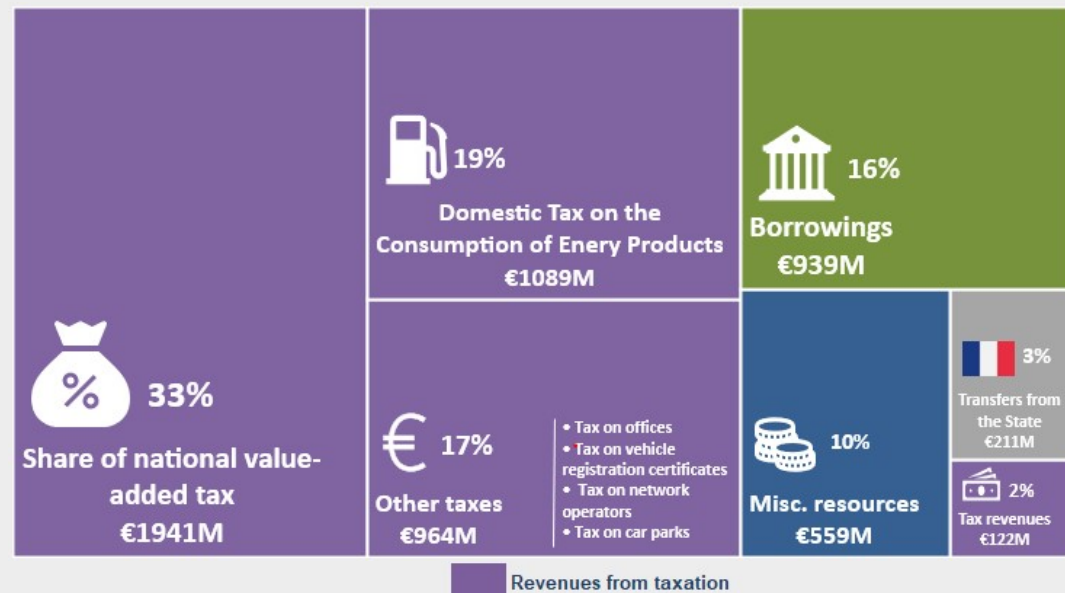 33%
Share of national value-
added tax
€1941M
19%
Domestic Tax on the
Consumption of Enery Products
€1089M
€ 17%
Other taxes
€964M
• Tax on offices
• Tax on vehicle
registration certificates
• Tax on network
operators
• Tax on car parks
16%
Borrowings
€939M
10%
Misc. resources
€559M
3%
Transfers from
the State
€211M
2%
Tax revenues
€122M
Revenues from taxation